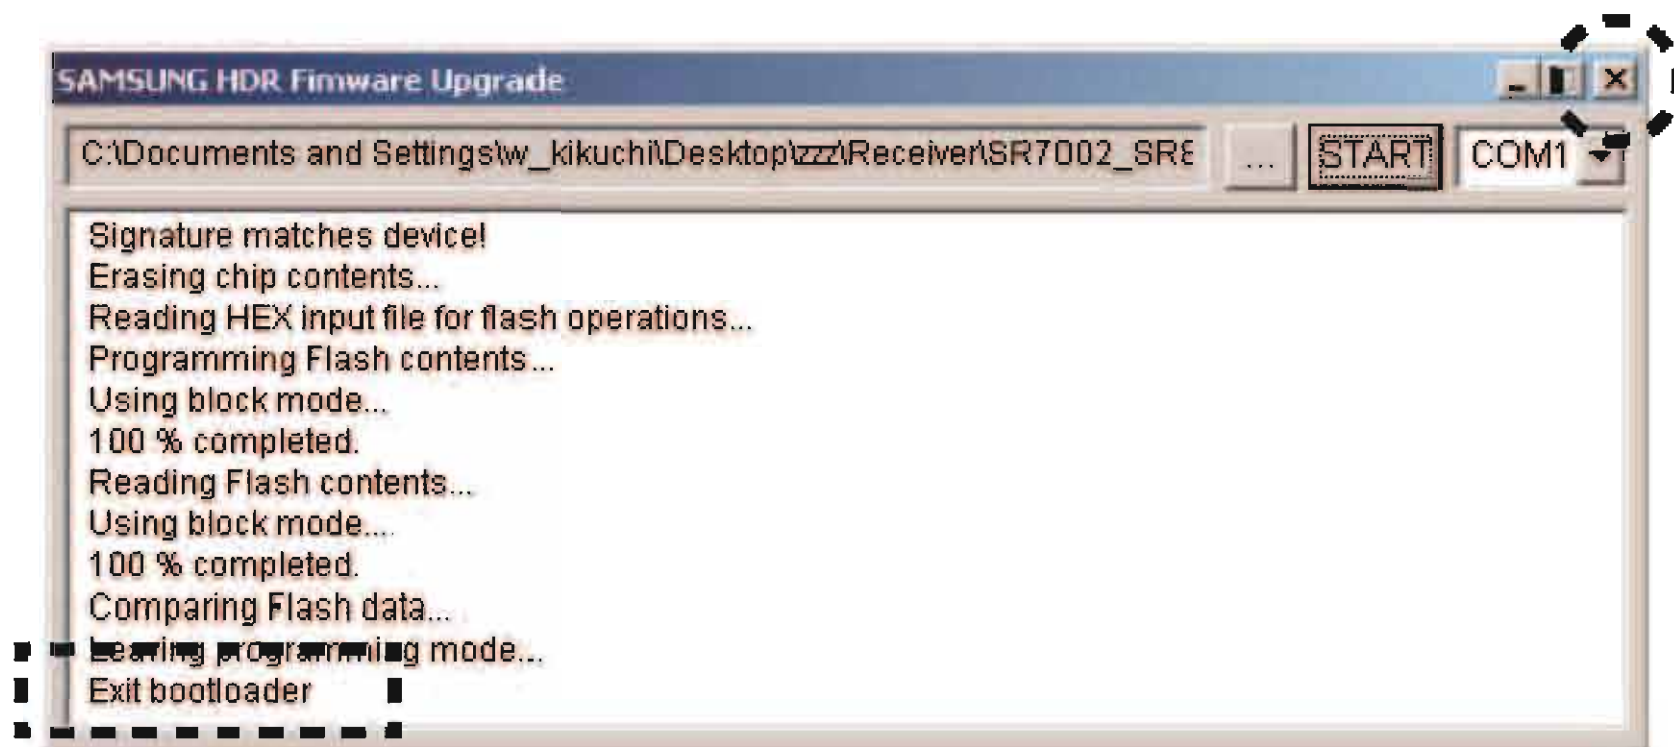 SAMSUNG HDR Fimware Upgrade
C:\Documents and Settings\w_kikuchi\Desktop\zzz\Receiver\SR7002_SR8 ... START COM1
Signature matches device!
Erasing chip contents...
Reading HEX input file for flash operations...
Programming Flash contents...
Using block mode...
100 % completed.
Reading Flash contents...
Using block mode...
100 % completed.
Comparing Flash data...
Leaving programming mode...
Exit bootloader